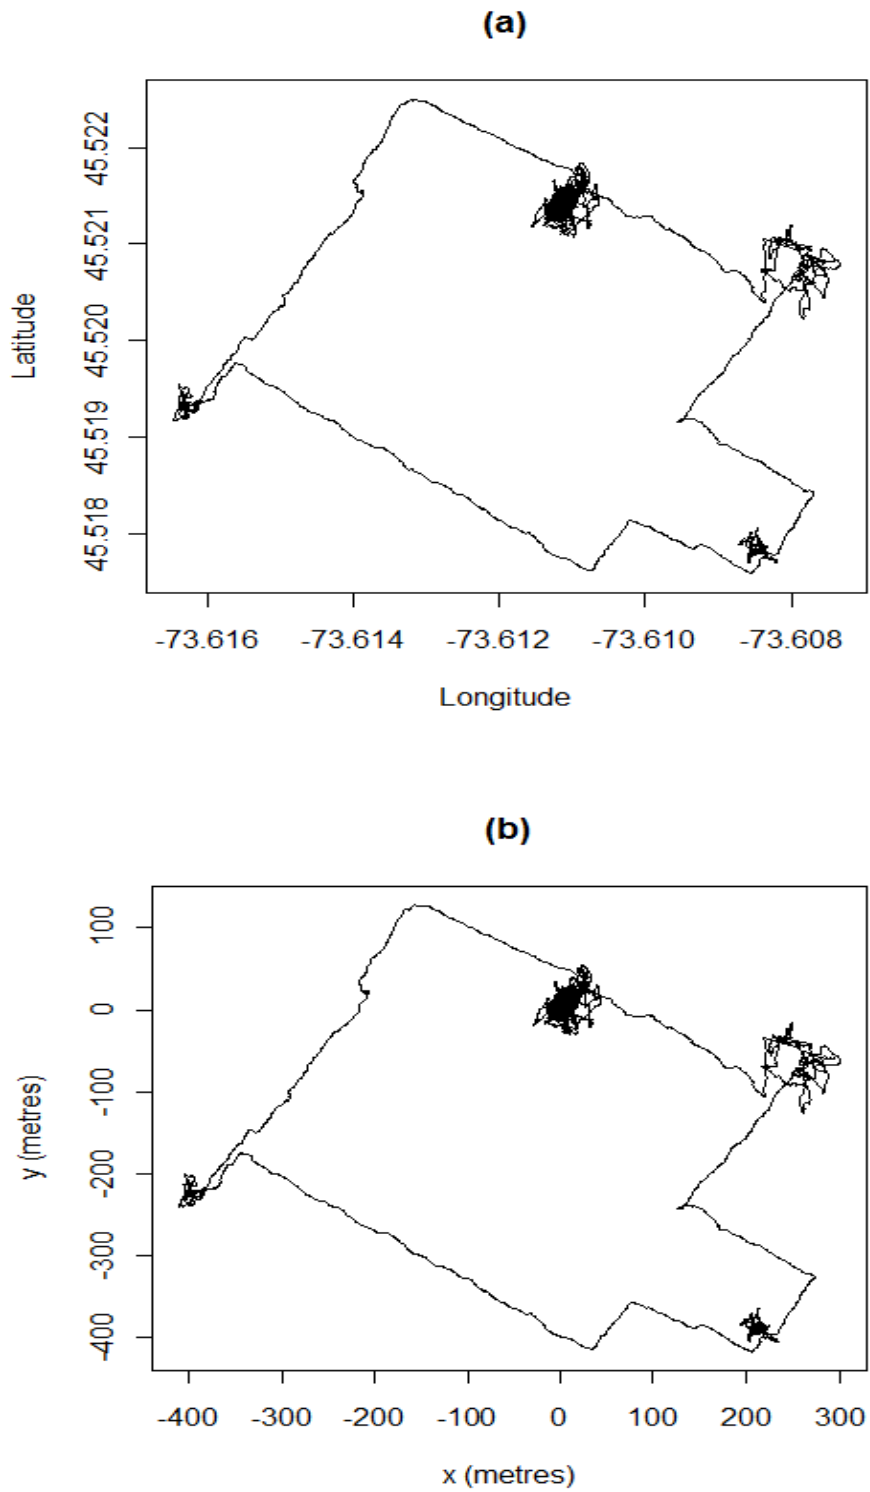 (a)
Latitude
45.522
45.521
45.520
45.519
45.518
-73.616 -73.614 -73.612 -73.610 -73.608
Longitude
(b)
y (metres)
100
0
-100
-200
-300
-400
-400 -300 -200 -100 0 100 200 300
x (metres)